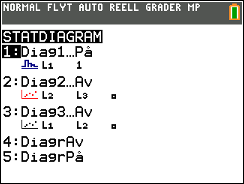 NORMAL FLYT AUTO REELL GRADER MP
STATDIAGRAM
1:Diag1…På
L1 1
2:Diag2…Av
L2 L3
3:Diag3…Av
L1 L2
4:DiagrAv
5:DiagrPå